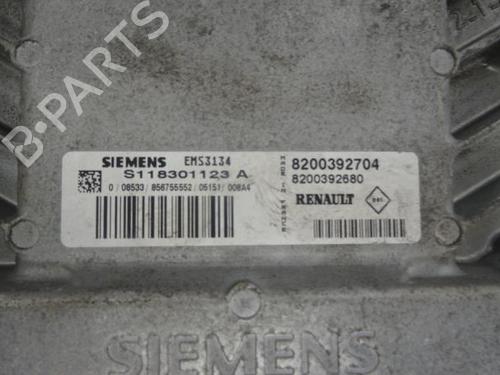 SIEMENS EMS3134
S118301123 A
0 / 08533 / 856755552 / 05151 / 008A4
8200392704
8200392680
RENAULT
SIEMENS
B-PARTS